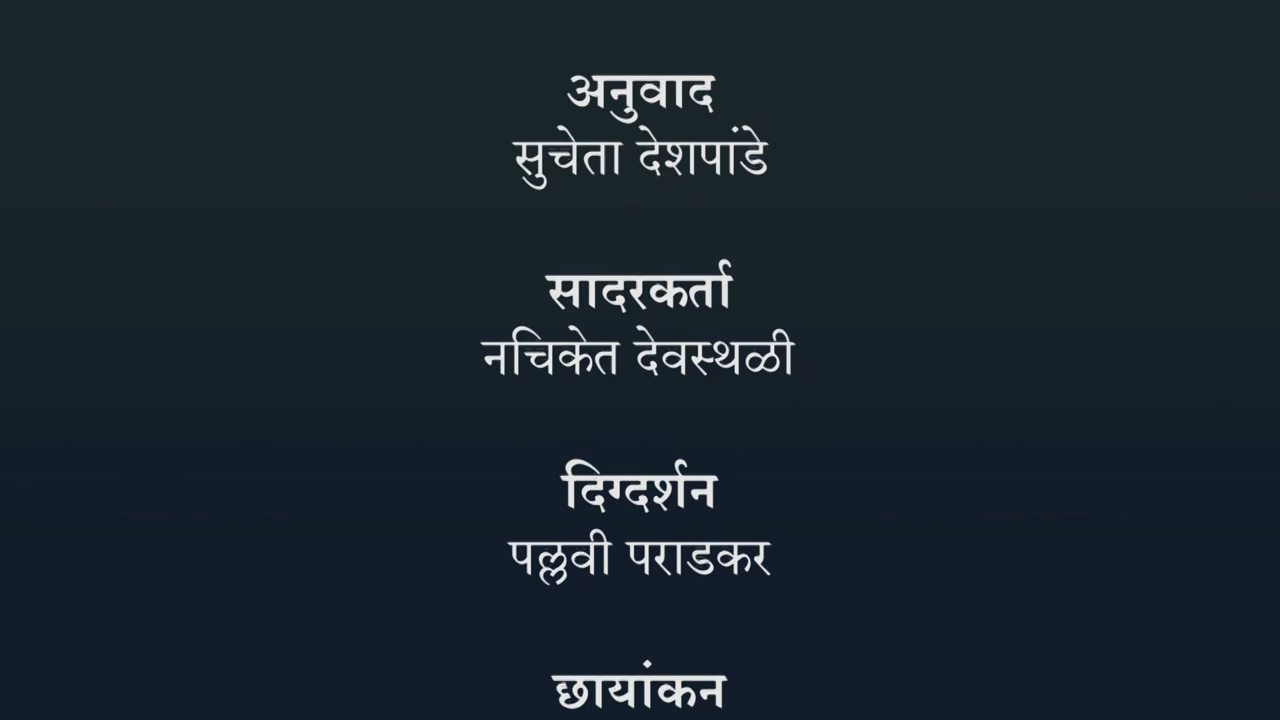 अनुवाद
सुचेता देशपांडे
सादरकर्ता
नचिकेत देवस्थळी
दिग्दर्शन
पल्लवी पराडकर
छायांकन